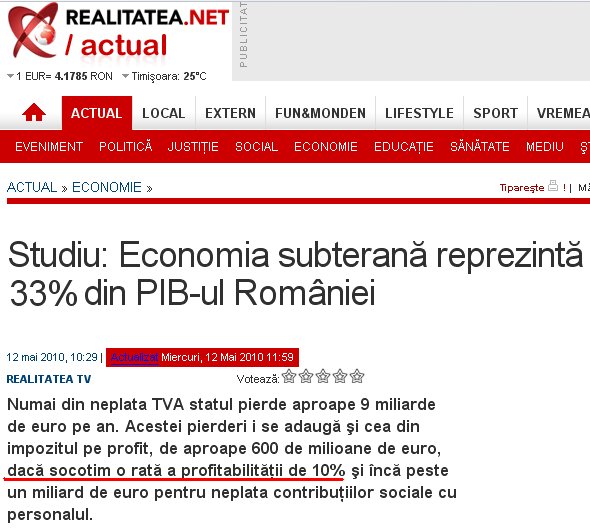 REALITATEA.NET
/ actual
PUBLICITAT
1 EUR= 4.1785 RON Timişoara: 25°C
ACTUAL LOCAL EXTERN FUN&MONDEN LIFESTYLE SPORT VREMEA
EVENIMENT POLITICĂ JUSTIŢIE SOCIAL ECONOMIE EDUCAŢIE SĂNĂTATE MEDIU ŞT
ACTUAL » ECONOMIE »
Tipareşte ! | Mă
Studiu: Economia subterană reprezintă
33% din PIB-ul României
12 mai 2010, 10:29 | Actualizat Miercuri, 12 Mai 2010 11:59
REALITATEA TV Votează:
Numai din neplata TVA statul pierde aproape 9 miliarde
de euro pe an. Acestei pierderi i se adaugă şi cea din
impozitul pe profit, de aproape 600 de milioane de euro,
dacă socotim o rată a profitabilităţii de 10% şi încă peste
un miliard de euro pentru neplata contribuţiilor sociale cu
personalul.